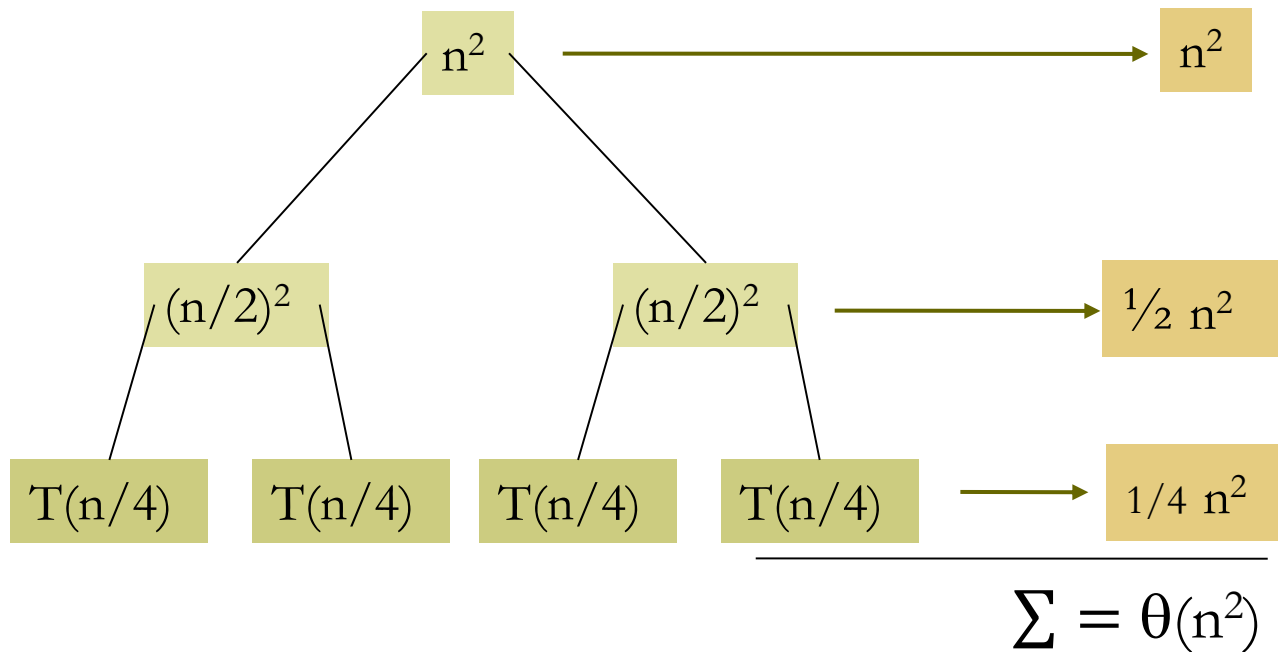 n² n²
(n/2)² (n/2)² ½ n²
T(n/4) T(n/4) T(n/4) T(n/4) 1/4 n²
∑ = θ(n²)